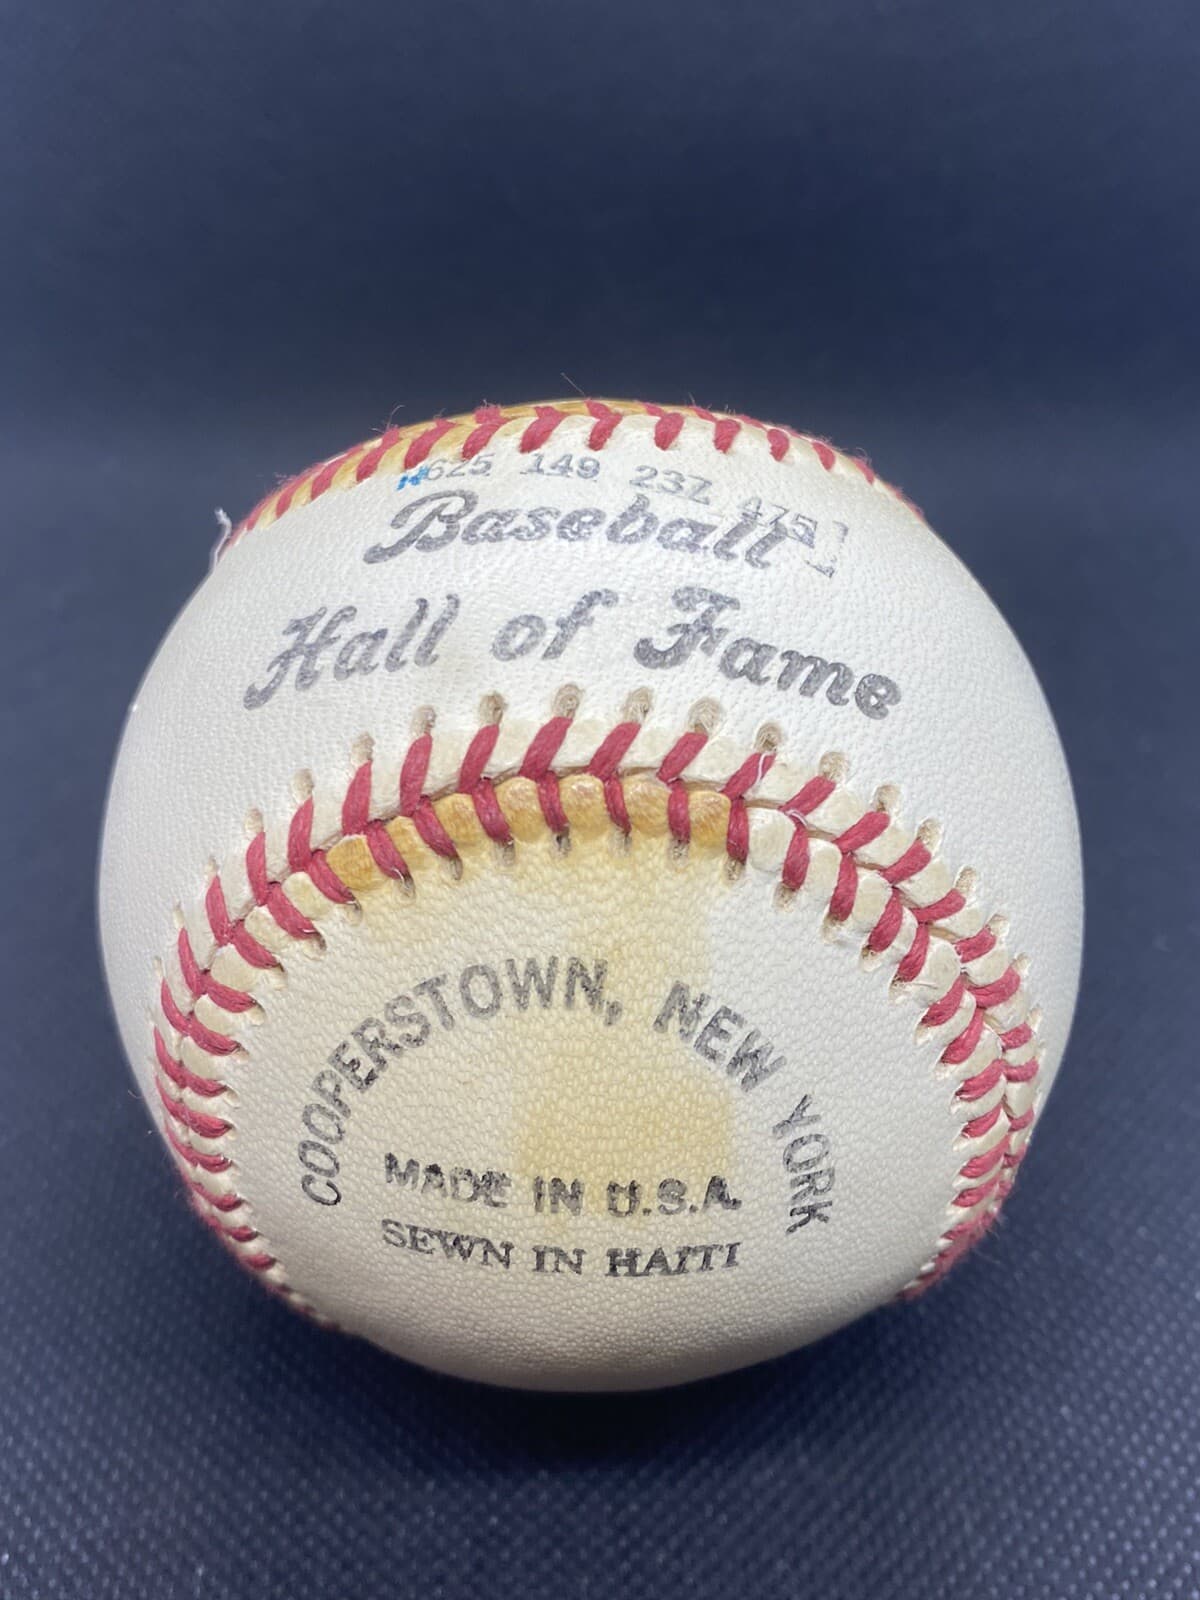 625 149 237 475
Baseball
Hall of Fame
COOPERSTOWN, NEW YORK
MADE IN U.S.A.
SEWN IN HAITI